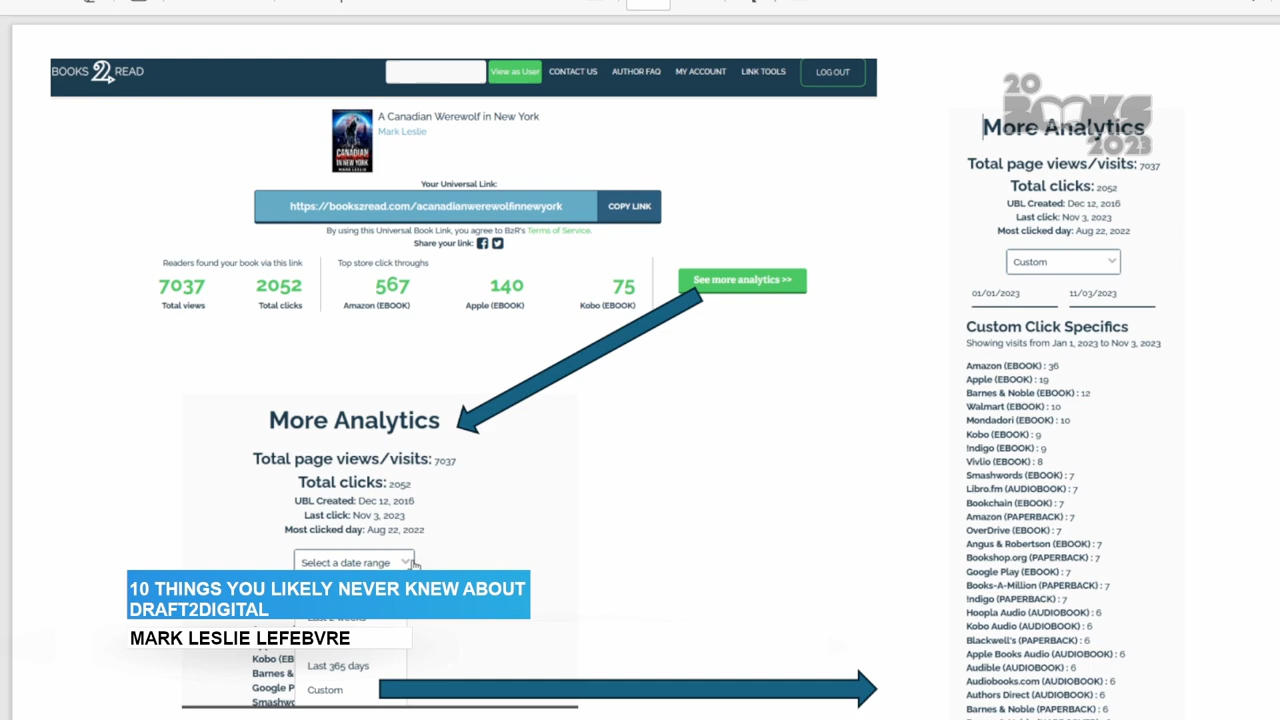 BOOKS 2 READ
View as User
CONTACT US
AUTHOR FAQ
MY ACCOUNT
LINK TOOLS
LOG OUT
CANADIAN
IN NEW YORK
MARK LESLIE
A Canadian Werewolf in New York
Mark Leslie
Your Universal Link:
https://books2read.com/acanadianwerewolfinnewyork
COPY LINK
By using this Universal Book Link, you agree to B2R's Terms of Service.
Share your link:
Readers found your book via this link
Top store click throughs
7037
2052
567
140
75
Total views
Total clicks
Amazon (EBOOK)
Apple (EBOOK)
Kobo (EBOOK)
See more analytics >>
More Analytics
Total page views/visits: 7037
Total clicks: 2052
UBL Created: Dec 12, 2016
Last click: Nov 3, 2023
Most clicked day: Aug 22, 2022
Select a date range
10 THINGS YOU LIKELY NEVER KNEW ABOUT
DRAFT2DIGITAL
MARK LESLIE LEFEBVRE
Kobo (EB
Barnes &
Google P
Smashwo
Last 365 days
Custom
20
BOOKS
2023
More Analytics
Total page views/visits: 7037
Total clicks: 2052
UBL Created: Dec 12, 2016
Last click: Nov 3, 2023
Most clicked day: Aug 22, 2022
Custom
01/01/2023
11/03/2023
Custom Click Specifics
Showing visits from Jan 1, 2023 to Nov 3, 2023
Amazon (EBOOK) : 36
Apple (EBOOK) : 19
Barnes & Noble (EBOOK) : 12
Walmart (EBOOK) : 10
Mondadori (EBOOK) : 10
Kobo (EBOOK) : 9
!ndigo (EBOOK) : 9
Vivlio (EBOOK) : 8
Smashwords (EBOOK) : 7
Libro.fm (AUDIOBOOK) : 7
Bookchain (EBOOK) : 7
Amazon (PAPERBACK) : 7
OverDrive (EBOOK) : 7
Angus & Robertson (EBOOK) : 7
Bookshop.org (PAPERBACK) : 7
Google Play (EBOOK) : 7
Books-A-Million (PAPERBACK) : 7
!ndigo (PAPERBACK) : 7
Hoopla Audio (AUDIOBOOK) : 6
Kobo Audio (AUDIOBOOK) : 6
Blackwell's (PAPERBACK) : 6
Apple Books Audio (AUDIOBOOK) : 6
Audible (AUDIOBOOK) : 6
Audiobooks.com (AUDIOBOOK) : 6
Authors Direct (AUDIOBOOK) : 6
Barnes & Noble (PAPERBACK) : 6